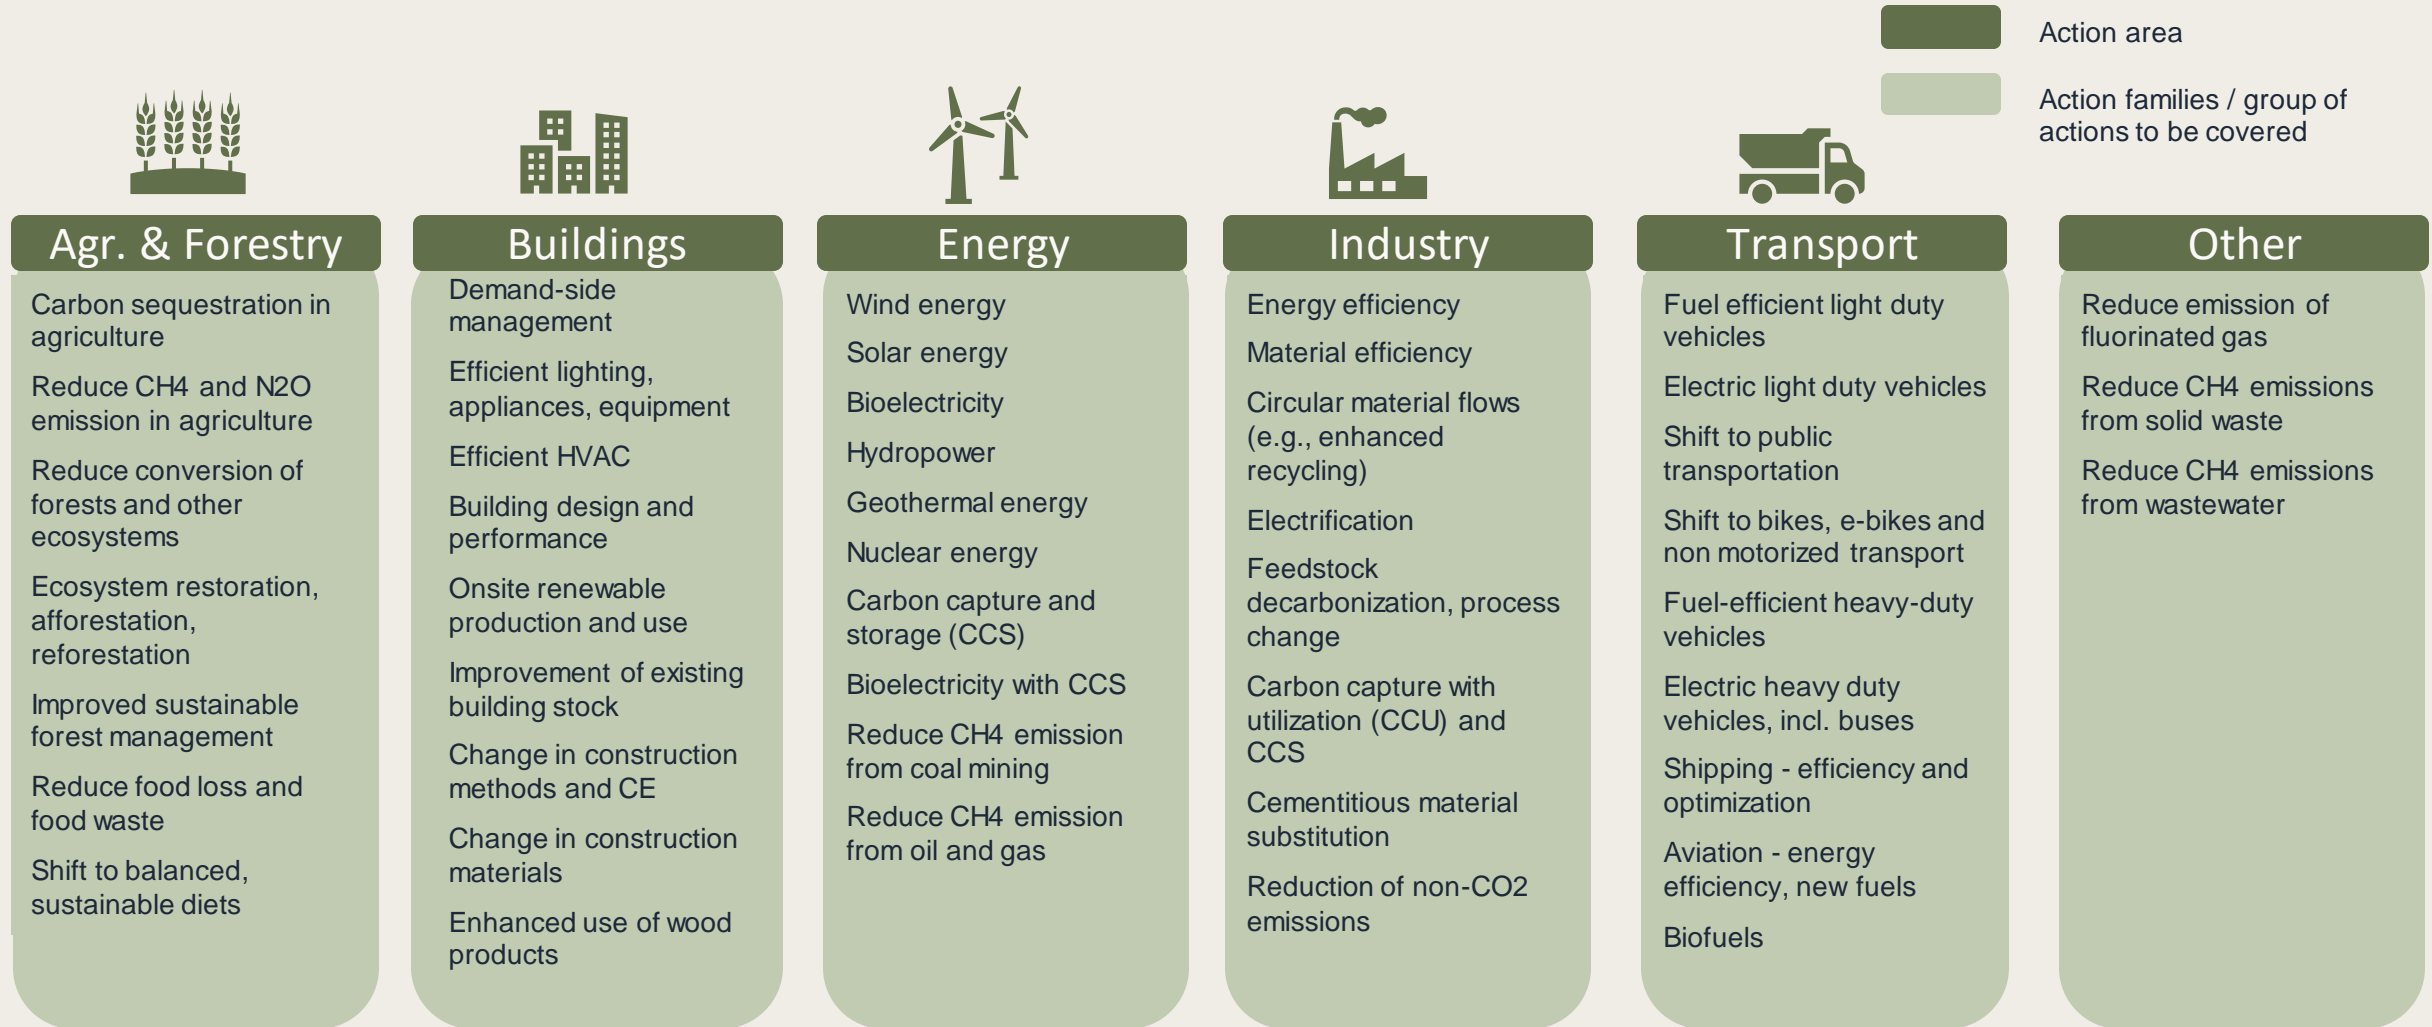 Action area
Action families / group of
actions to be covered
Agr. & Forestry
Carbon sequestration in
agriculture
Reduce CH4 and N2O
emission in agriculture
Reduce conversion of
forests and other
ecosystems
Ecosystem restoration,
afforestation,
reforestation
Improved sustainable
forest management
Reduce food loss and
food waste
Shift to balanced,
sustainable diets
Buildings
Demand-side
management
Efficient lighting,
appliances, equipment
Efficient HVAC
Building design and
performance
Onsite renewable
production and use
Improvement of existing
building stock
Change in construction
methods and CE
Change in construction
materials
Enhanced use of wood
products
Energy
Wind energy
Solar energy
Bioelectricity
Hydropower
Geothermal energy
Nuclear energy
Carbon capture and
storage (CCS)
Bioelectricity with CCS
Reduce CH4 emission
from coal mining
Reduce CH4 emission
from oil and gas
Industry
Energy efficiency
Material efficiency
Circular material flows
(e.g., enhanced
recycling)
Electrification
Feedstock
decarbonization, process
change
Carbon capture with
utilization (CCU) and
CCS
Cementitious material
substitution
Reduction of non-CO2
emissions
Transport
Fuel efficient light duty
vehicles
Electric light duty vehicles
Shift to public
transportation
Shift to bikes, e-bikes and
non motorized transport
Fuel-efficient heavy-duty
vehicles
Electric heavy duty
vehicles, incl. buses
Shipping - efficiency and
optimization
Aviation - energy
efficiency, new fuels
Biofuels
Other
Reduce emission of
fluorinated gas
Reduce CH4 emissions
from solid waste
Reduce CH4 emissions
from wastewater